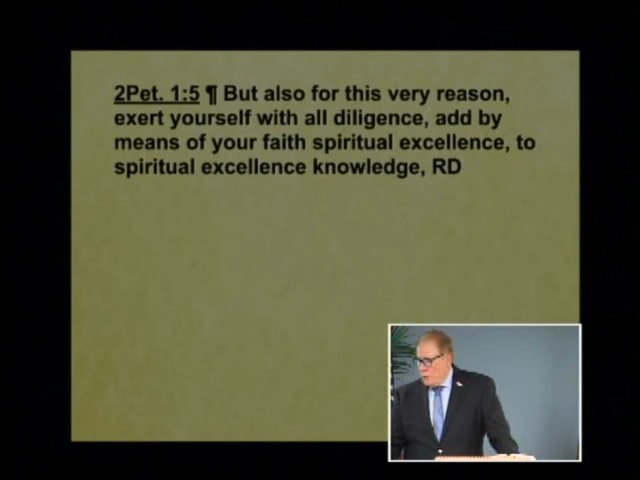 2Pet. 1:5 ¶ But also for this very reason,
exert yourself with all diligence, add by
means of your faith spiritual excellence, to
spiritual excellence knowledge, RD